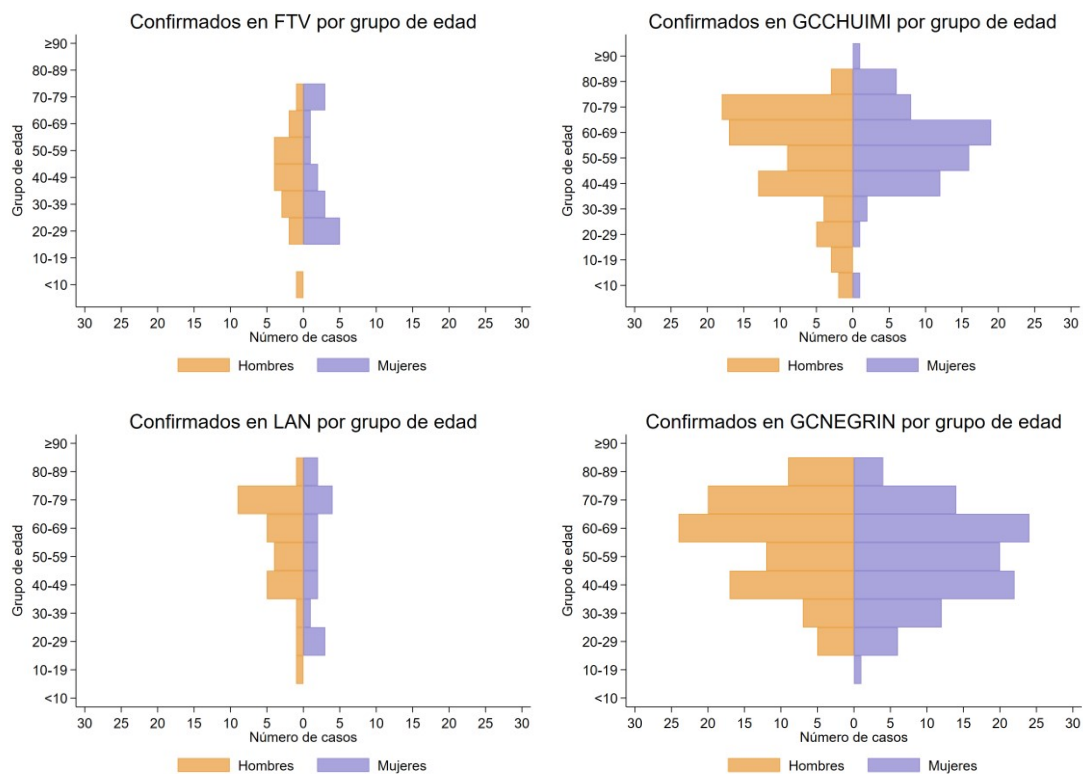 Confirmados en FTV por grupo de edad
Grupo de edad
≥90
80-89
70-79
60-69
50-59
40-49
30-39
20-29
10-19
<10
30 25 20 15 10 5 0 5 10 15 20 25 30
Número de casos
Hombres Mujeres
Confirmados en GCCHUIMI por grupo de edad
Grupo de edad
≥90
80-89
70-79
60-69
50-59
40-49
30-39
20-29
10-19
<10
30 25 20 15 10 5 0 5 10 15 20 25 30
Número de casos
Hombres Mujeres
Confirmados en LAN por grupo de edad
Grupo de edad
≥90
80-89
70-79
60-69
50-59
40-49
30-39
20-29
10-19
<10
30 25 20 15 10 5 0 5 10 15 20 25 30
Número de casos
Hombres Mujeres
Confirmados en GCNEGRIN por grupo de edad
Grupo de edad
≥90
80-89
70-79
60-69
50-59
40-49
30-39
20-29
10-19
<10
30 25 20 15 10 5 0 5 10 15 20 25 30
Número de casos
Hombres Mujeres